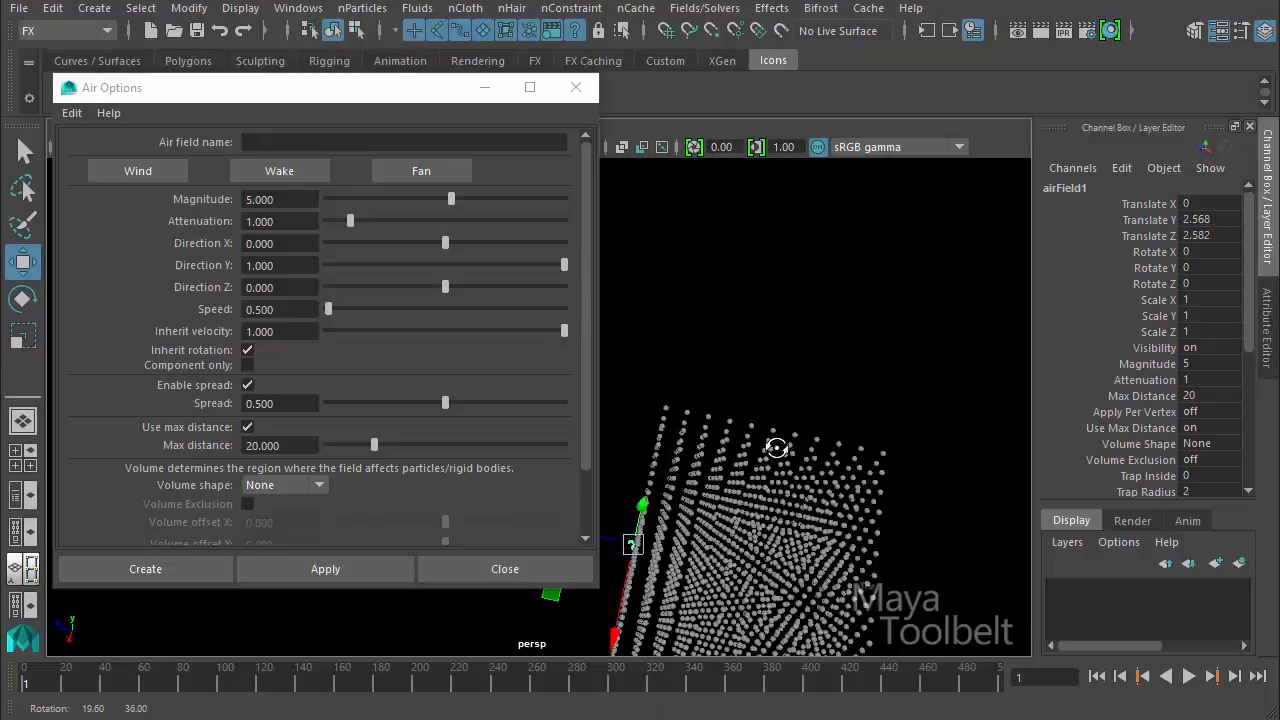 File Edit Create Select Modify Display Windows nParticles Fluids nCloth nHair nConstraint nCache Fields/Solvers Effects Bifrost Cache Help
FX
No Live Surface
Curves / Surfaces Polygons Sculpting Rigging Animation Rendering FX FX Caching Custom XGen Icons
Air Options
Edit Help
Air field name:
Wind Wake Fan
Magnitude: 5.000
Attenuation: 1.000
Direction X: 0.000
Direction Y: 1.000
Direction Z: 0.000
Speed: 0.500
Inherit velocity: 1.000
Inherit rotation:
Component only:
Enable spread:
Spread: 0.500
Use max distance:
Max distance: 20.000
Volume determines the region where the field affects particles/rigid bodies.
Volume shape: None
Volume Exclusion
Volume offset X: 0.000
Create Apply Close
0.00 1.00 ON sRGB gamma
persp
Maya
Toolbelt
Channel Box / Layer Editor
Channels Edit Object Show
airField1
Translate X 0
Translate Y 2.568
Translate Z 2.582
Rotate X 0
Rotate Y 0
Rotate Z 0
Scale X 1
Scale Y 1
Scale Z 1
Visibility on
Magnitude 5
Attenuation 1
Max Distance 20
Apply Per Vertex off
Use Max Distance on
Volume Shape None
Volume Exclusion off
Trap Inside 0
Trap Radius 2
Display Render Anim
Layers Options Help
Channel Box / Layer Editor
Attribute Editor
0 20 40 60 80 100 120 140 160 180 200 220 240 260 280 300 320 340 360 380 400 420 440 460 480 5
1
1
Rotation: 19.60 36.00